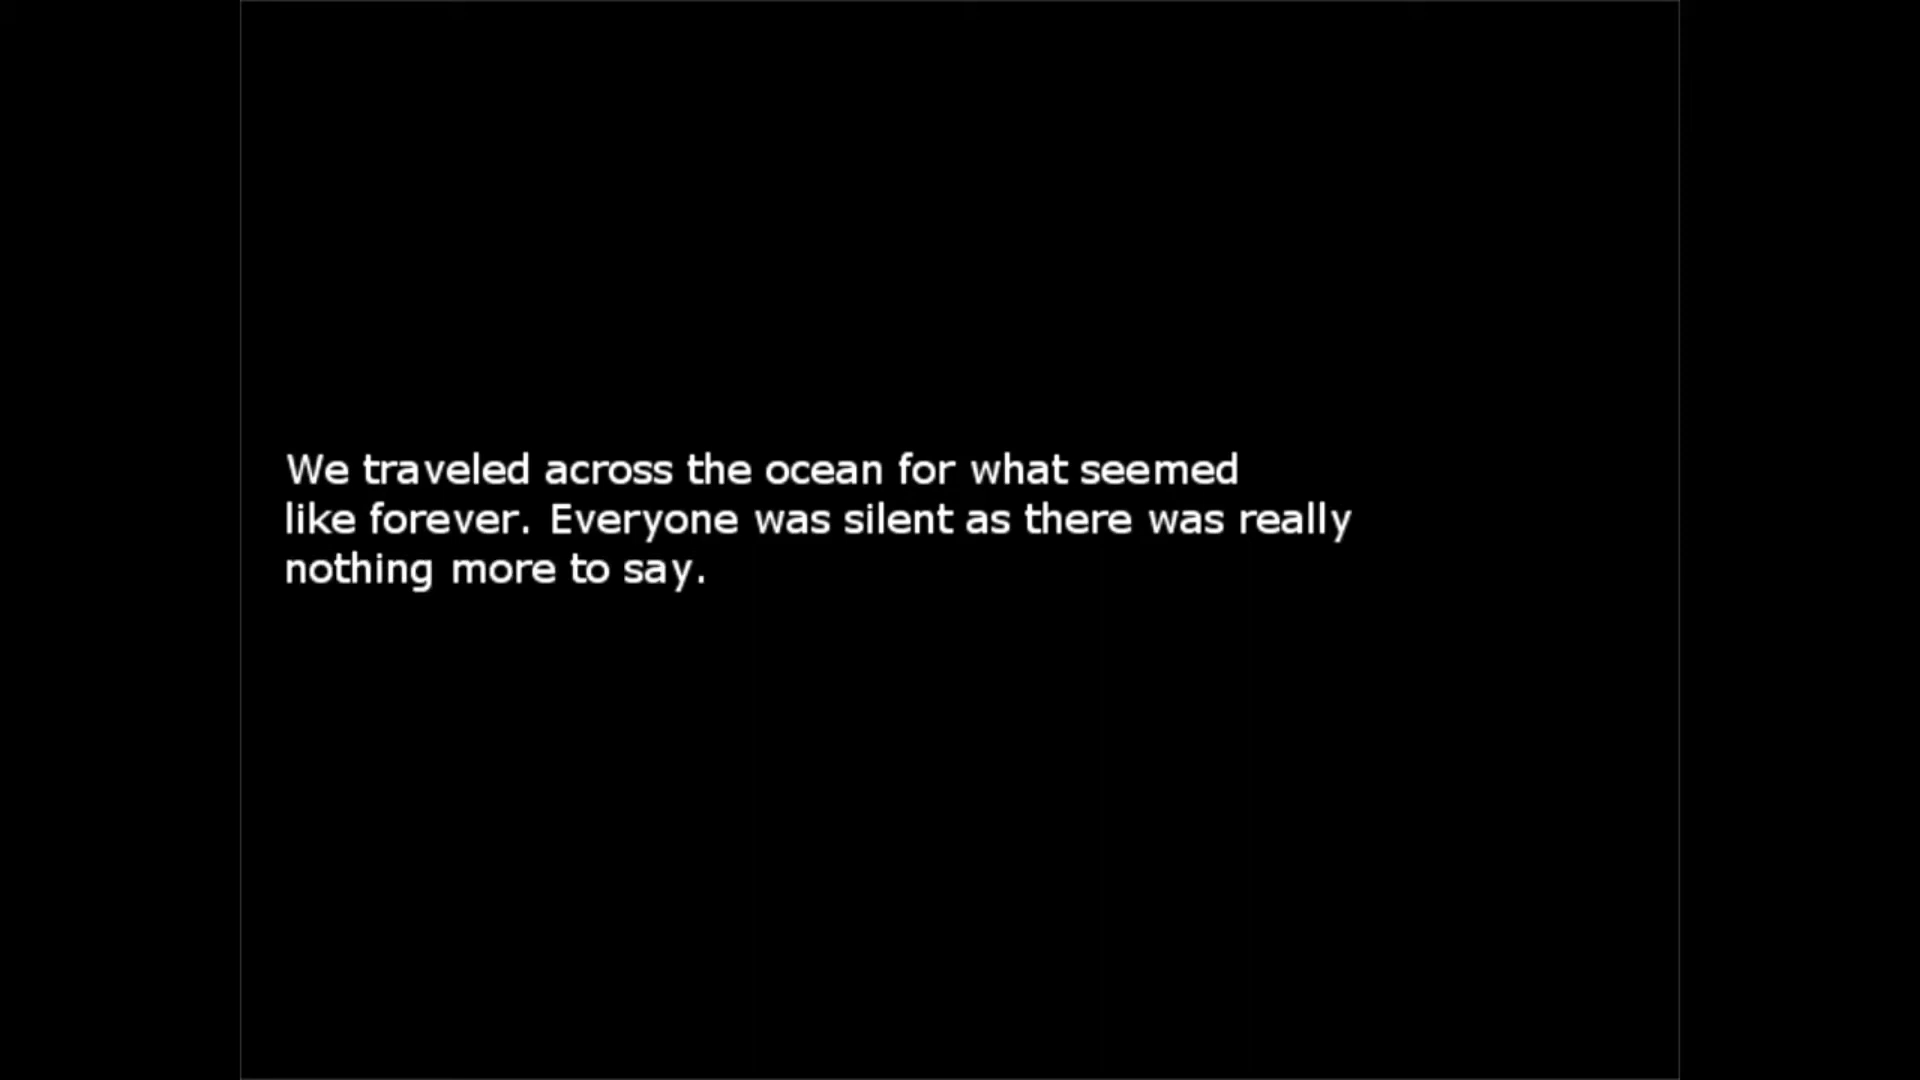 We traveled across the ocean for what seemed
like forever. Everyone was silent as there was really
nothing more to say.